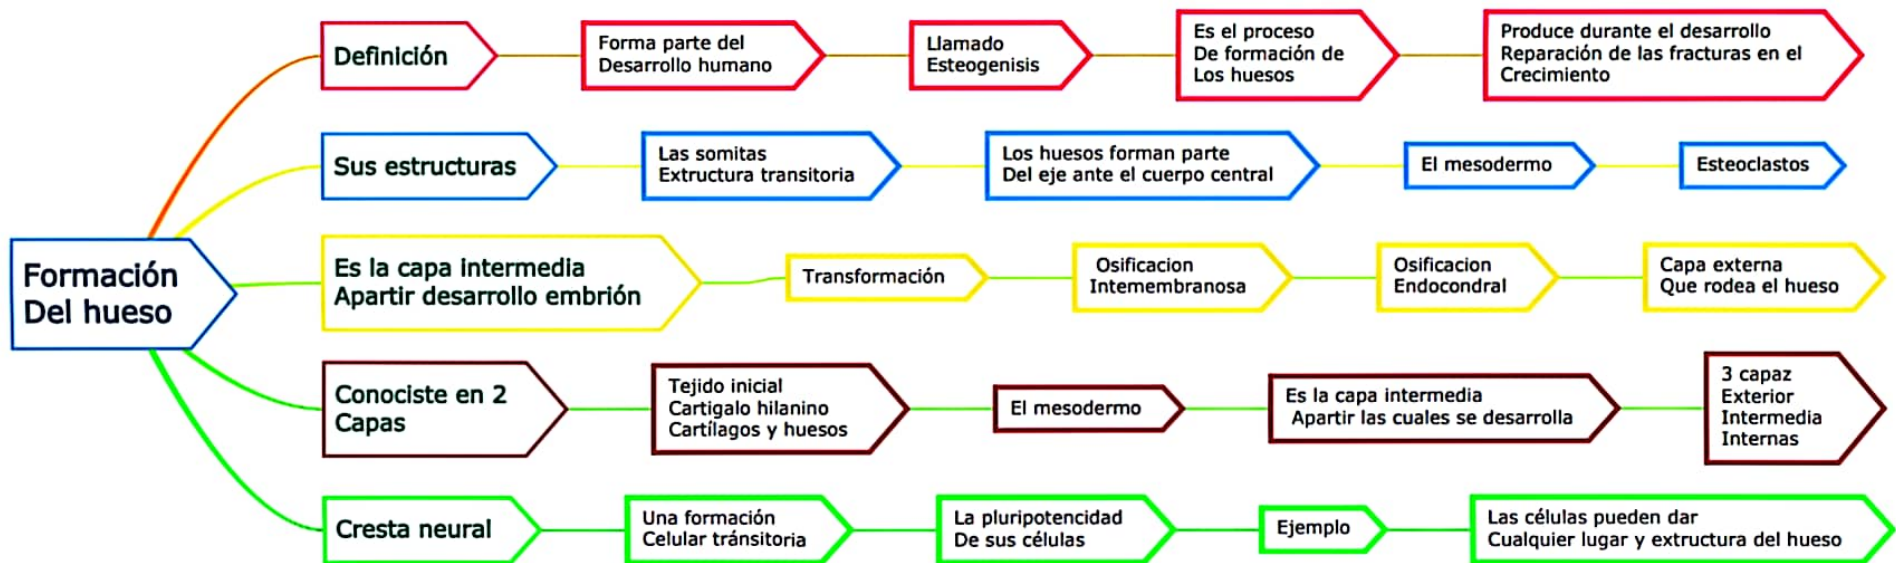 Formación
Del hueso
Definición
Forma parte del
Desarrollo humano
Llamado
Esteogenisis
Es el proceso
De formación de
Los huesos
Produce durante el desarrollo
Reparación de las fracturas en el
Crecimiento
Sus estructuras
Las somitas
Extructura transitoria
Los huesos forman parte
Del eje ante el cuerpo central
El mesodermo
Esteoclastos
Es la capa intermedia
Apartir desarrollo embrión
Transformación
Osificacion
Intemembranosa
Osificacion
Endocondral
Capa externa
Que rodea el hueso
Conociste en 2
Capas
Tejido inicial
Cartigalo hilanino
Cartílagos y huesos
El mesodermo
Es la capa intermedia
Apartir las cuales se desarrolla
3 capaz
Exterior
Intermedia
Internas
Cresta neural
Una formación
Celular tránsitoria
La pluripotencidad
De sus células
Ejemplo
Las células pueden dar
Cualquier lugar y extructura del hueso